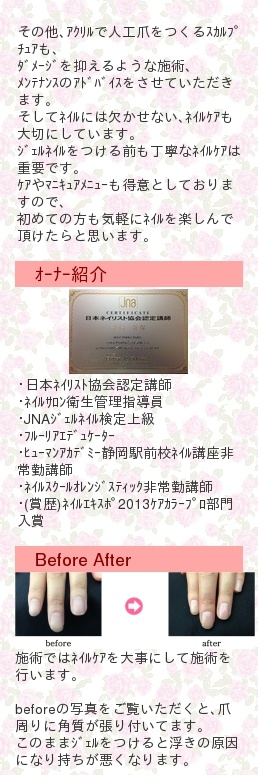 その他、ｱｸﾘﾙで人工爪をつくるｽｶﾙﾌﾟ
ﾁｭｱも、
ﾀﾞﾒｰｼﾞを抑えるような施術、
ﾒﾝﾃﾅﾝｽのｱﾄﾞﾊﾞｲｽをさせていただき
ます。
そしてﾈｲﾙには欠かせない､ﾈｲﾙｹｱも
大切にしています。
ｼﾞｪﾙﾈｲﾙをつける前も丁寧なﾈｲﾙｹｱは
重要です。
ｹｱやﾏﾆｷｭｱﾒﾆｭｰも得意としておりま
すので、
初めての方も気軽にﾈｲﾙを楽しんで
頂けたらと思います。
ｵｰﾅｰ紹介
Jna
CERTIFICATE
日本ネイリスト協会認定講師
･日本ﾈｲﾘｽﾄ協会認定講師
･ﾈｲﾙｻﾛﾝ衛生管理指導員
･JNAｼﾞｪﾙﾈｲﾙ検定上級
･ﾌﾙｰﾘｱｴﾃﾞｭｹｰﾀｰ
･ﾋｭｰﾏﾝｱｶﾃﾞﾐｰ静岡駅前校ﾈｲﾙ講座非
常勤講師
･ﾈｲﾙｽｸｰﾙｵﾚﾝｼﾞｽﾃｨｯｸ非常勤講師
･(賞歴)ﾈｲﾙｴｷｽﾎﾟ2013ｹｱｶﾗｰﾌﾟﾛ部門
入賞
Before After
before
after
施術ではﾈｲﾙｹｱを大事にして施術を
行います。
beforeの写真をご覧いただくと､爪
周りに角質が張り付いてます。
このままｼﾞｪﾙをつけると浮きの原因
になり持ちが悪くなります。